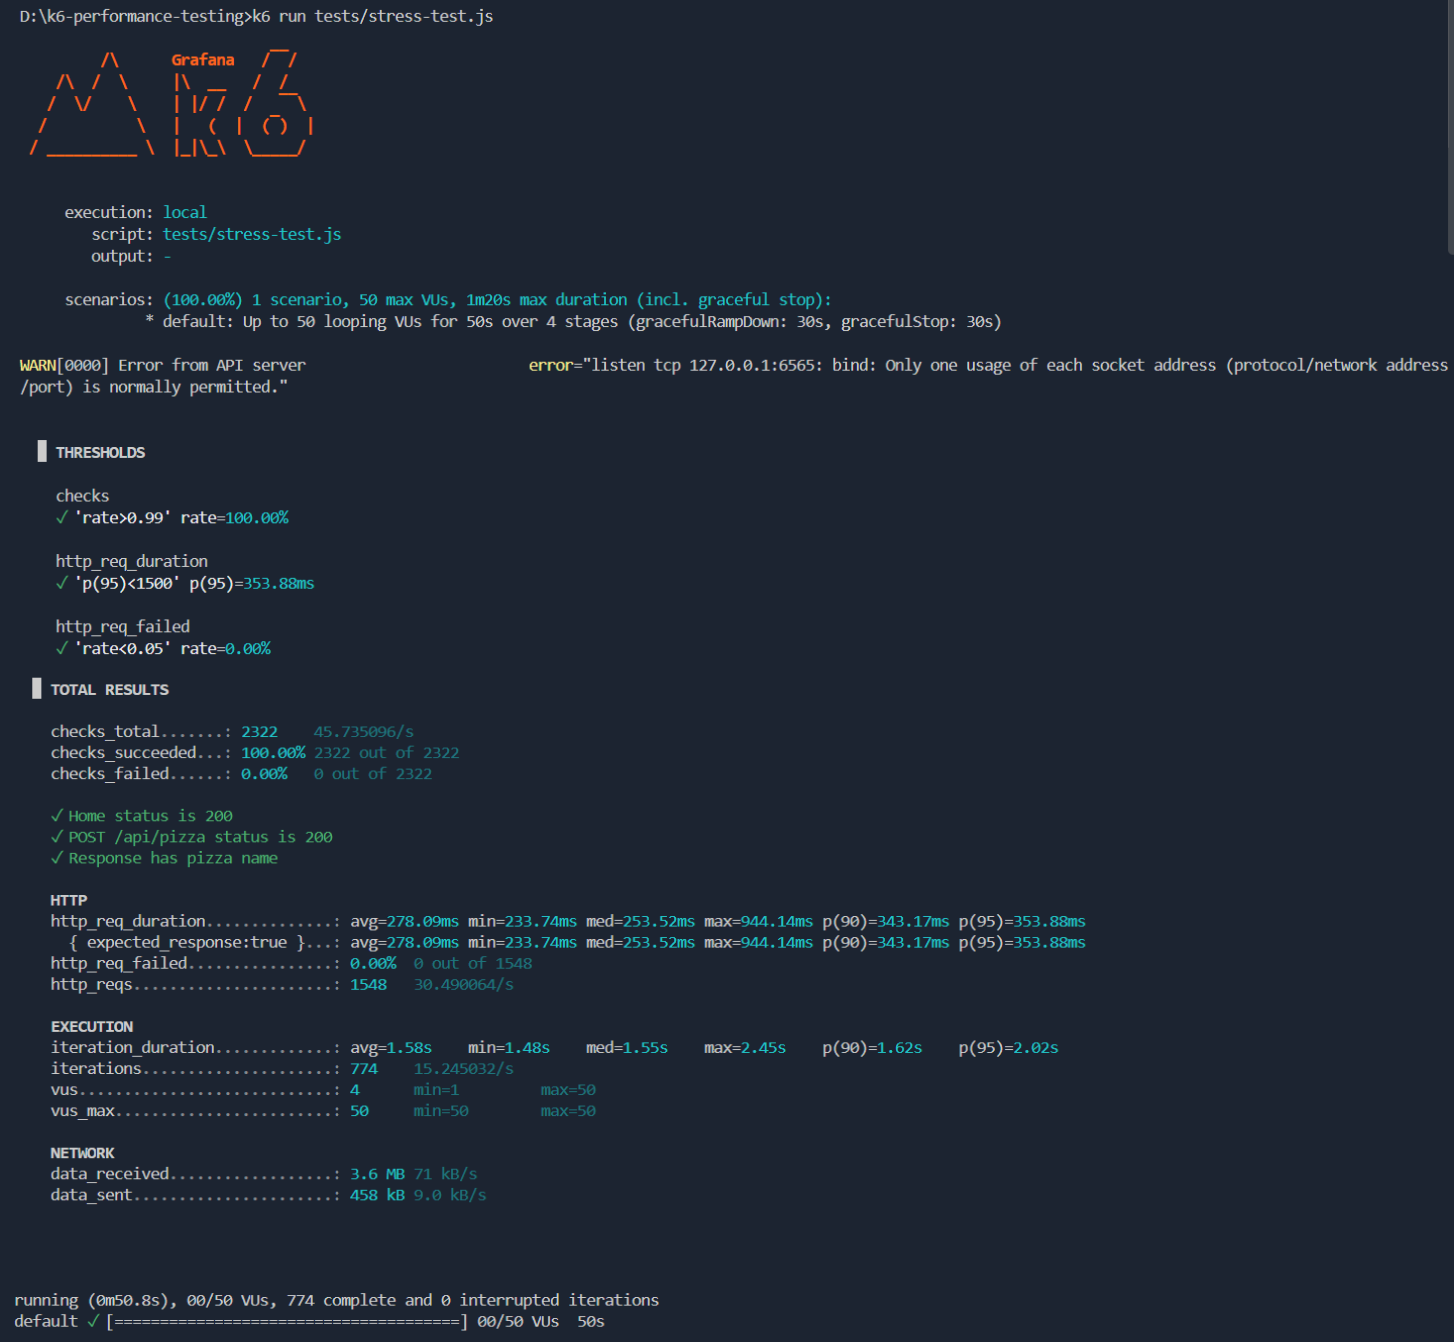 D:\k6-performance-testing>k6 run tests/stress-test.js
Grafana
k6
execution: local
script: tests/stress-test.js
output: -
scenarios: (100.00%) 1 scenario, 50 max VUs, 1m20s max duration (incl. graceful stop):
* default: Up to 50 looping VUs for 50s over 4 stages (gracefulRampDown: 30s, gracefulStop: 30s)
WARN[0000] Error from API server error="listen tcp 127.0.0.1:6565: bind: Only one usage of each socket address (protocol/network address
/port) is normally permitted."
THRESHOLDS
checks
✓ 'rate>0.99' rate=100.00%
http_req_duration
✓ 'p(95)<1500' p(95)=353.88ms
http_req_failed
✓ 'rate<0.05' rate=0.00%
TOTAL RESULTS
checks_total.......: 2322 45.735096/s
checks_succeeded...: 100.00% 2322 out of 2322
checks_failed......: 0.00% 0 out of 2322
✓ Home status is 200
✓ POST /api/pizza status is 200
✓ Response has pizza name
HTTP
http_req_duration..............: avg=278.09ms min=233.74ms med=253.52ms max=944.14ms p(90)=343.17ms p(95)=353.88ms
{ expected_response:true }...: avg=278.09ms min=233.74ms med=253.52ms max=944.14ms p(90)=343.17ms p(95)=353.88ms
http_req_failed................: 0.00% 0 out of 1548
http_reqs......................: 1548 30.490064/s
EXECUTION
iteration_duration.............: avg=1.58s min=1.48s med=1.55s max=2.45s p(90)=1.62s p(95)=2.02s
iterations.....................: 774 15.245032/s
vus............................: 4 min=1 max=50
vus_max........................: 50 min=50 max=50
NETWORK
data_received..................: 3.6 MB 71 kB/s
data_sent......................: 458 kB 9.0 kB/s
running (0m50.8s), 00/50 VUs, 774 complete and 0 interrupted iterations
default ✓ [======================================] 00/50 VUs 50s